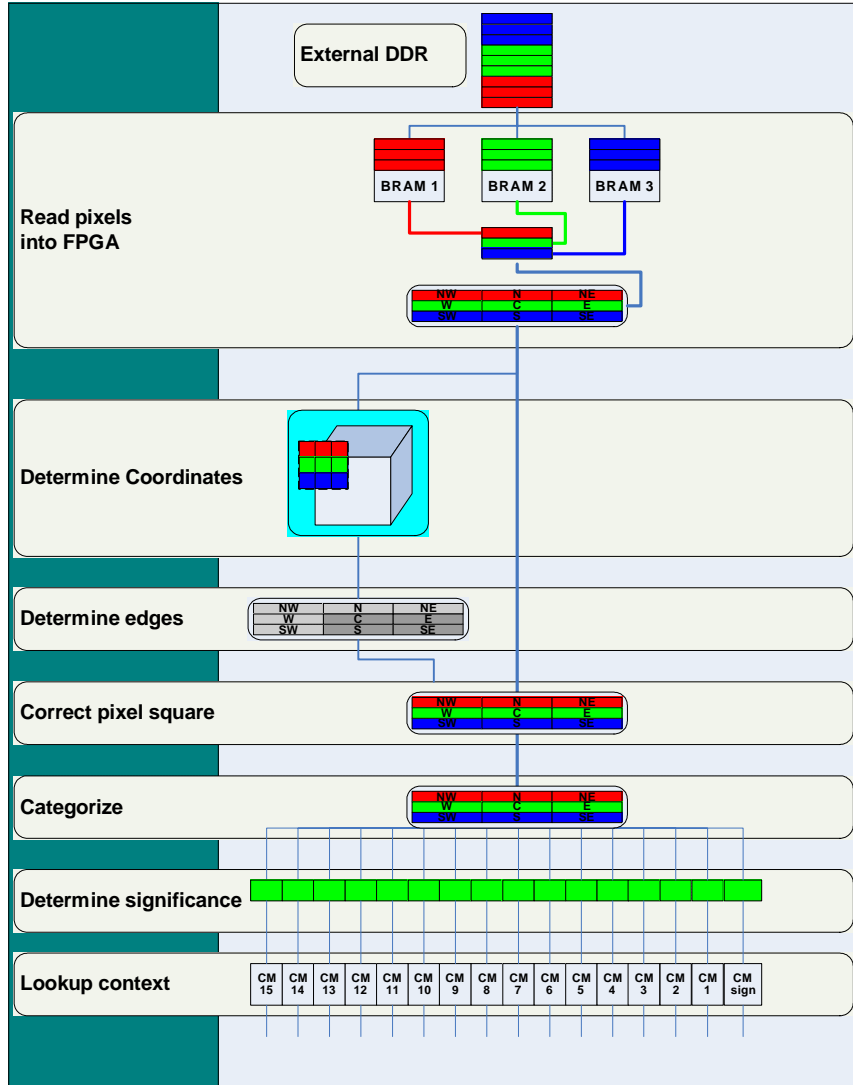 External DDR
BRAM 1 BRAM 2 BRAM 3
Read pixels
into FPGA
NW N NE
W C E
SW S SE
Determine Coordinates
Determine edges
NW N NE
W C E
SW S SE
Correct pixel square
NW N NE
W C E
SW S SE
Categorize
NW N NE
W C E
SW S SE
Determine significance
Lookup context
CM CM CM CM CM CM CM CM CM CM CM CM CM CM CM CM
15 14 13 12 11 10 9 8 7 6 5 4 3 2 1 sign